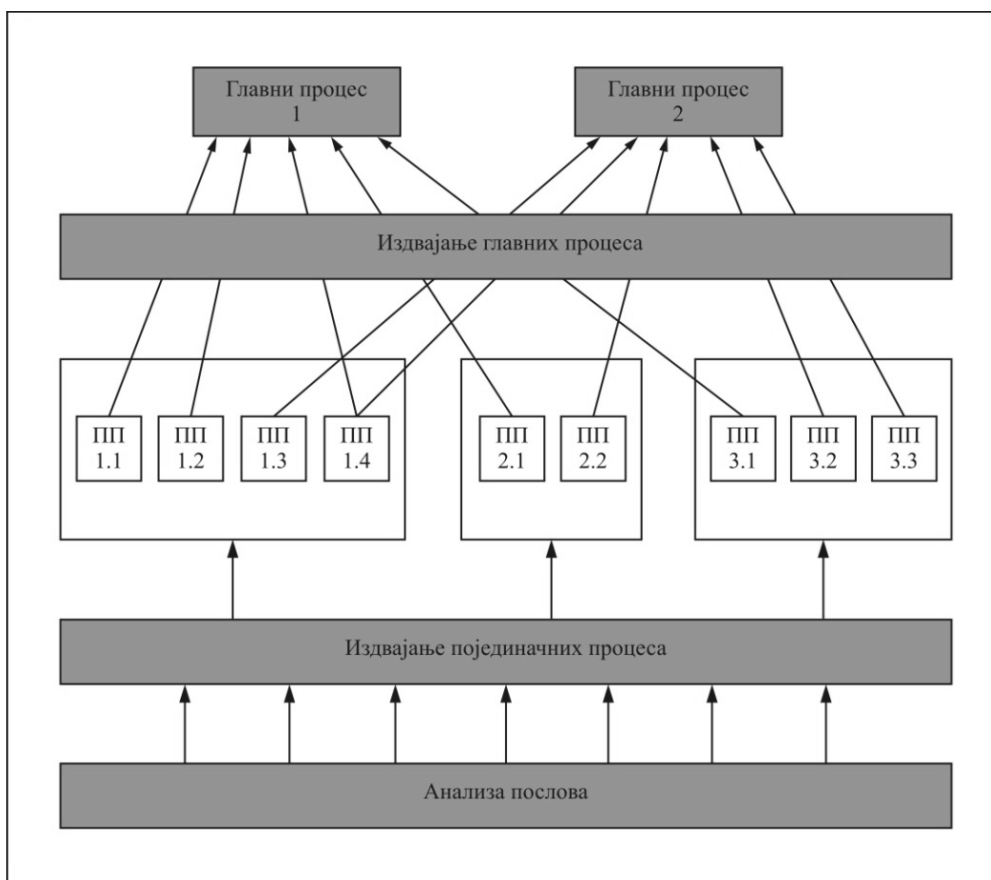 Главни процес
1
Главни процес
2
Издвајање главних процеса
ПП
1.1
ПП
1.2
ПП
1.3
ПП
1.4
ПП
2.1
ПП
2.2
ПП
3.1
ПП
3.2
ПП
3.3
Издвајање појединачних процеса
Анализа послова